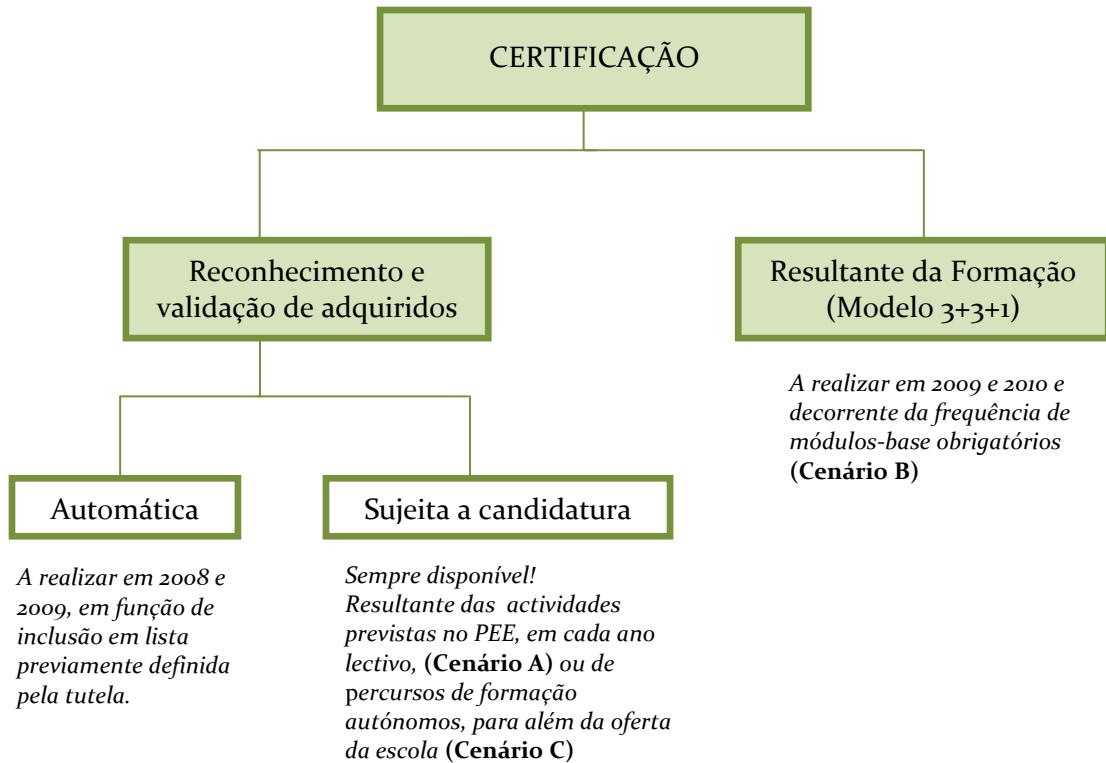 CERTIFICAÇÃO
Reconhecimento e
validação de adquiridos
Resultante da Formação
(Modelo 3+3+1)
A realizar em 2009 e 2010 e
decorrente da frequência de
módulos-base obrigatórios
(Cenário B)
Automática
A realizar em 2008 e
2009, em função de
inclusão em lista
previamente definida
pela tutela.
Sujeita a candidatura
Sempre disponível!
Resultante das actividades
previstas no PEE, em cada ano
lectivo, (Cenário A) ou de
percursos de formação
autónomos, para além da oferta
da escola (Cenário C)